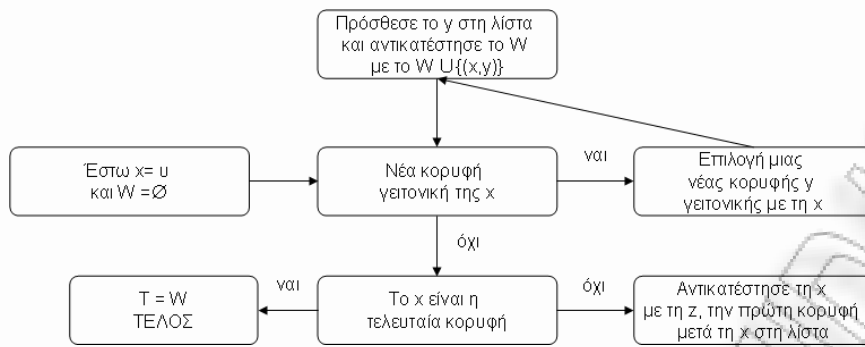 Πρόσθεσε το y στη λίστα
και αντικατέστησε το W
με το W U{(x,y)}
Έστω x= υ
και W =Ø
Νέα κορυφή
γειτονική της x
ναι
Επιλογή μιας
νέας κορυφής y
γειτονικής με τη x
όχι
T = W
ΤΕΛΟΣ
ναι
Το x είναι η
τελευταία κορυφή
όχι
Αντικατέστησε τη x
με τη z, την πρώτη κορυφή
μετά τη x στη λίστα